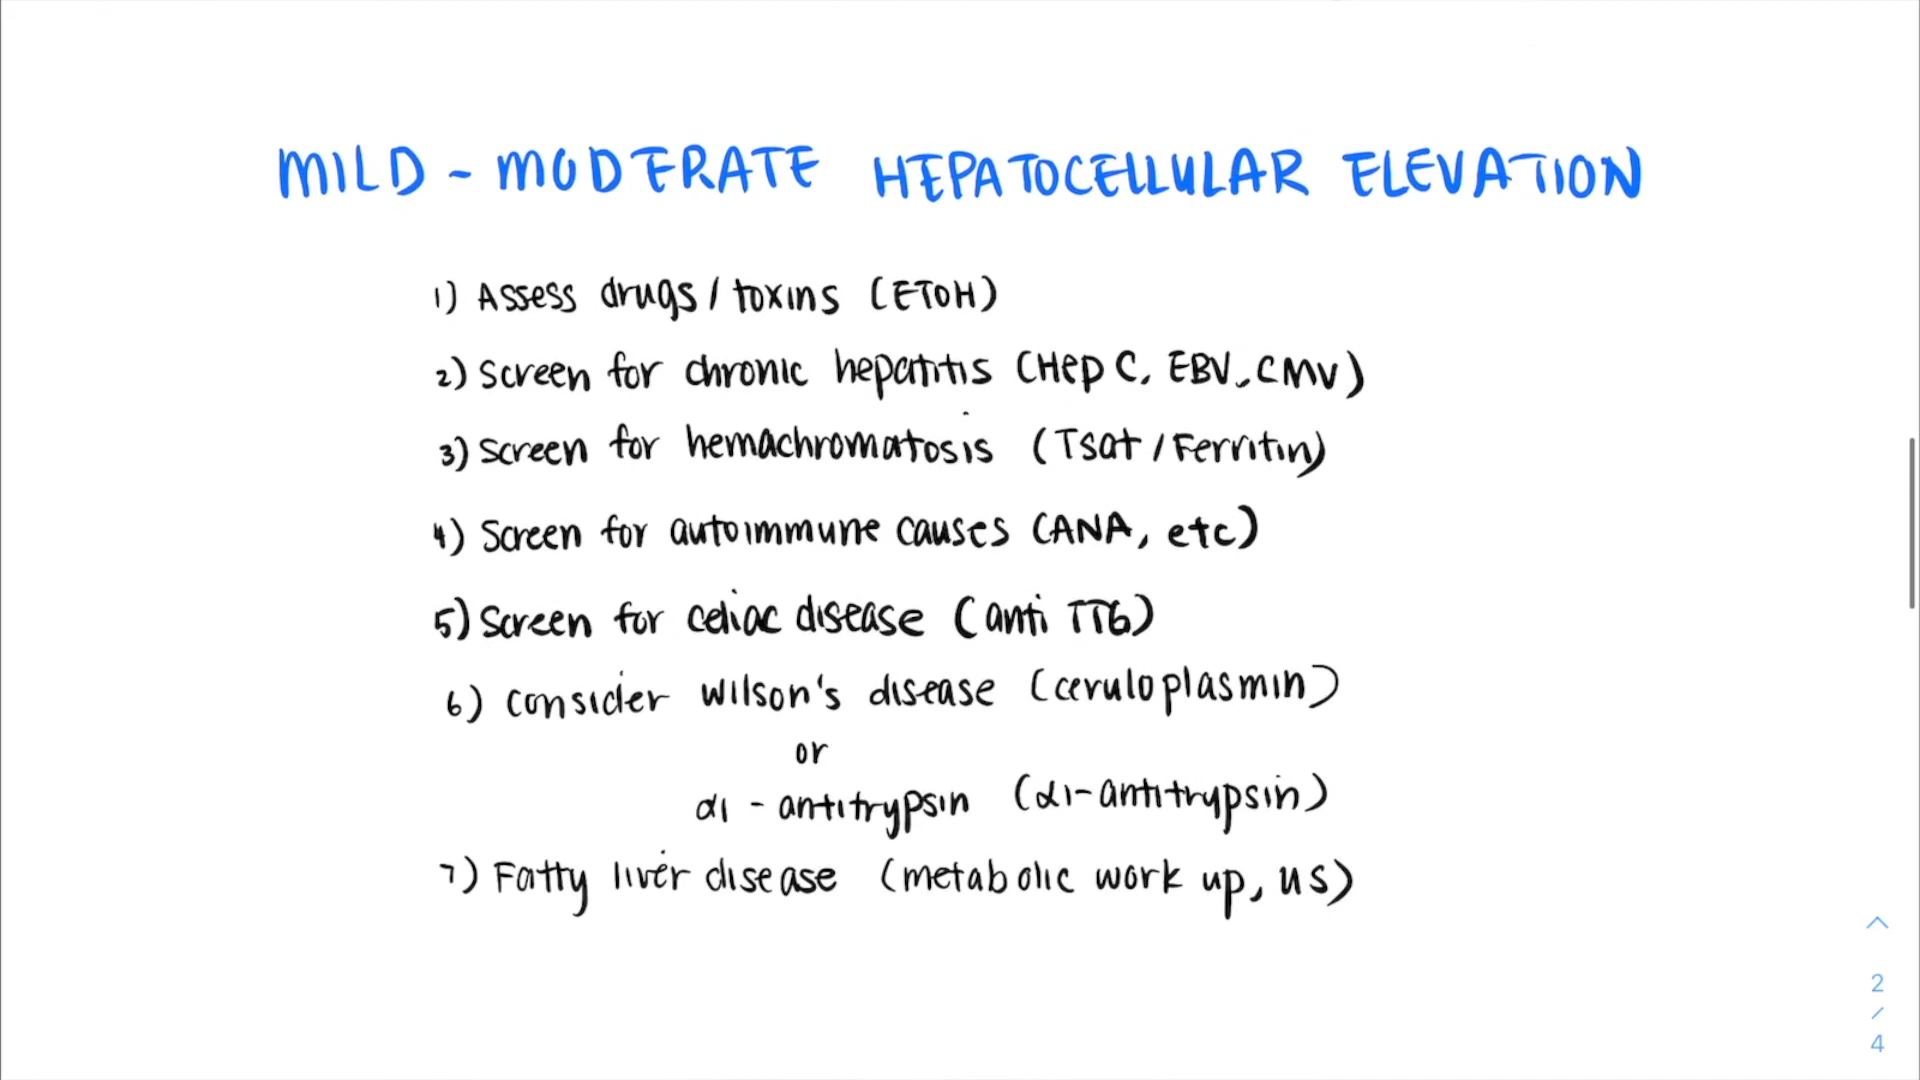 MILD - MODERATE HEPATOCELLULAR ELEVATION
1) Assess drugs / toxins (ETOH)
2) Screen for chronic hepatitis (Hep C, EBV, CMV)
3) Screen for hemachromatosis (Tsat / Ferritin)
4) Screen for autoimmune causes (ANA, etc)
5) Screen for celiac disease (anti TTG)
6) Consider Wilson's disease (ceruloplasmin)
or
α1 - antitrypsin (α1-antitrypsin)
7) Fatty liver disease (metabolic work up, US)
2
/
4